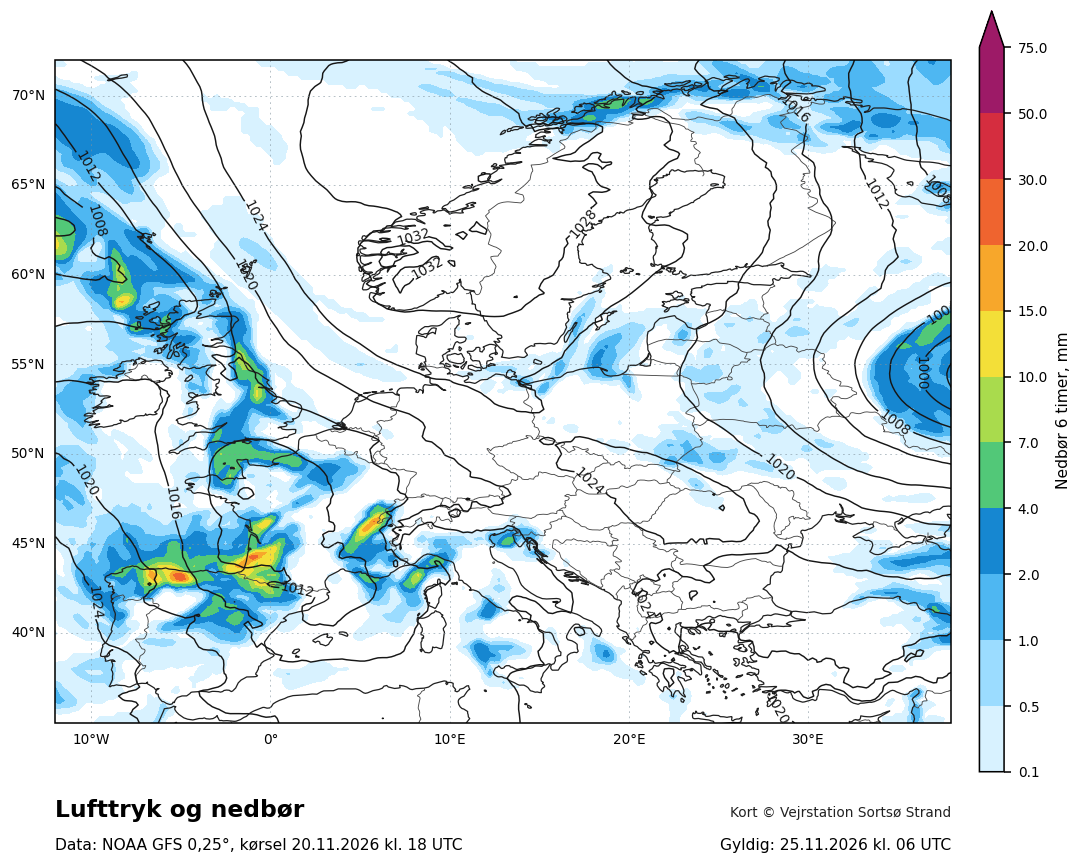 75.0
50.0
30.0
20.0
15.0
10.0
7.0
4.0
2.0
1.0
0.5
0.1
Nedbør 6 timer, mm
70°N
65°N
60°N
55°N
50°N
45°N
40°N
10°W
0°
10°E
20°E
30°E
1016
1012
1012
1008
1008
1024
1032
1028
1020
1032
100
1000
1008
1020
1024
1020
1016
1012
1024
1024
1020
Lufttryk og nedbør
Kort © Vejrstation Sortsø Strand
Data: NOAA GFS 0,25°, kørsel 20.11.2026 kl. 18 UTC
Gyldig: 25.11.2026 kl. 06 UTC